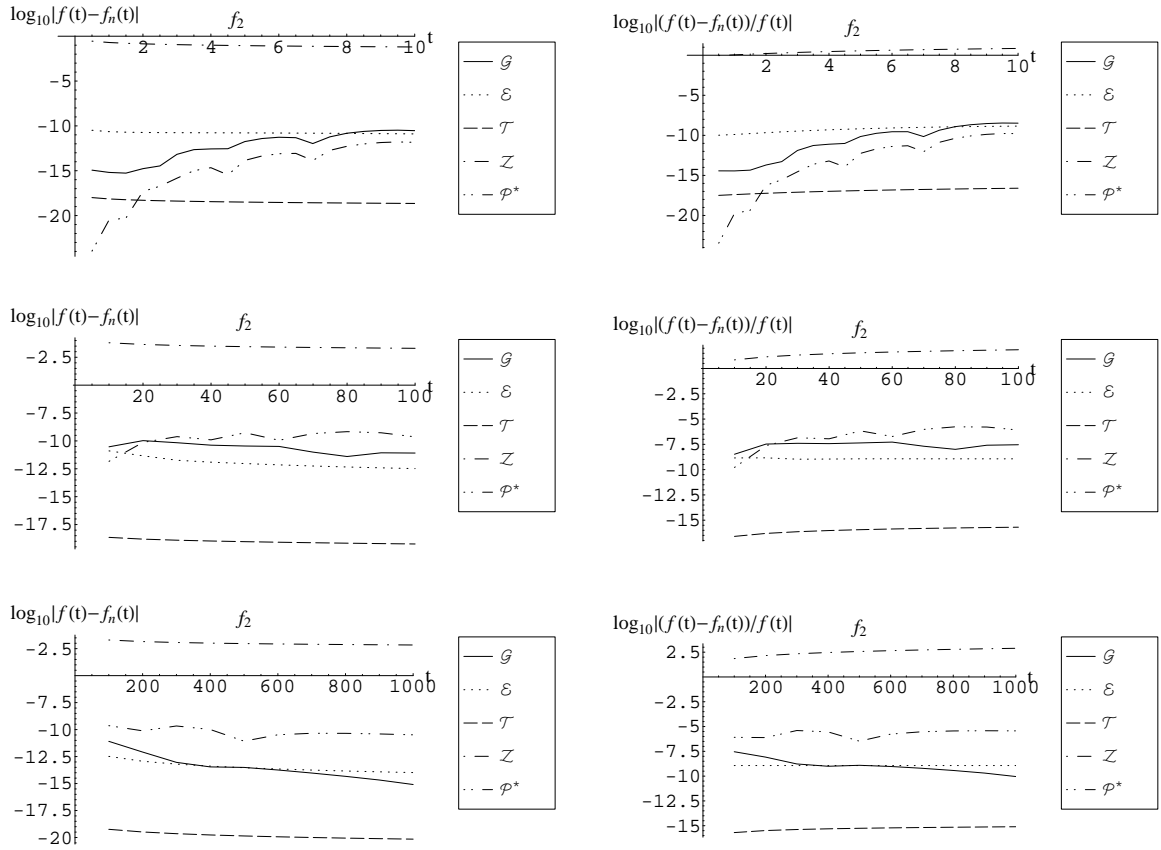 log₁₀|f(t)−fₙ(t)|
f₂
2 4 6 8 10 t
-5
-10
-15
-20
𝒢
ℰ
𝒯
𝒵
𝒫*
log₁₀|(f(t)−fₙ(t))/f(t)|
f₂
2 4 6 8 10 t
-5
-10
-15
-20
𝒢
ℰ
𝒯
𝒵
𝒫*
log₁₀|f(t)−fₙ(t)|
f₂
-2.5
20 40 60 80 100 t
-7.5
-10
-12.5
-15
-17.5
𝒢
ℰ
𝒯
𝒵
𝒫*
log₁₀|(f(t)−fₙ(t))/f(t)|
f₂
20 40 60 80 100 t
-2.5
-5
-7.5
-10
-12.5
-15
𝒢
ℰ
𝒯
𝒵
𝒫*
log₁₀|f(t)−fₙ(t)|
f₂
-2.5
200 400 600 800 1000 t
-7.5
-10
-12.5
-15
-17.5
-20
𝒢
ℰ
𝒯
𝒵
𝒫*
log₁₀|(f(t)−fₙ(t))/f(t)|
f₂
2.5
200 400 600 800 1000 t
-2.5
-5
-7.5
-10
-12.5
-15
𝒢
ℰ
𝒯
𝒵
𝒫*